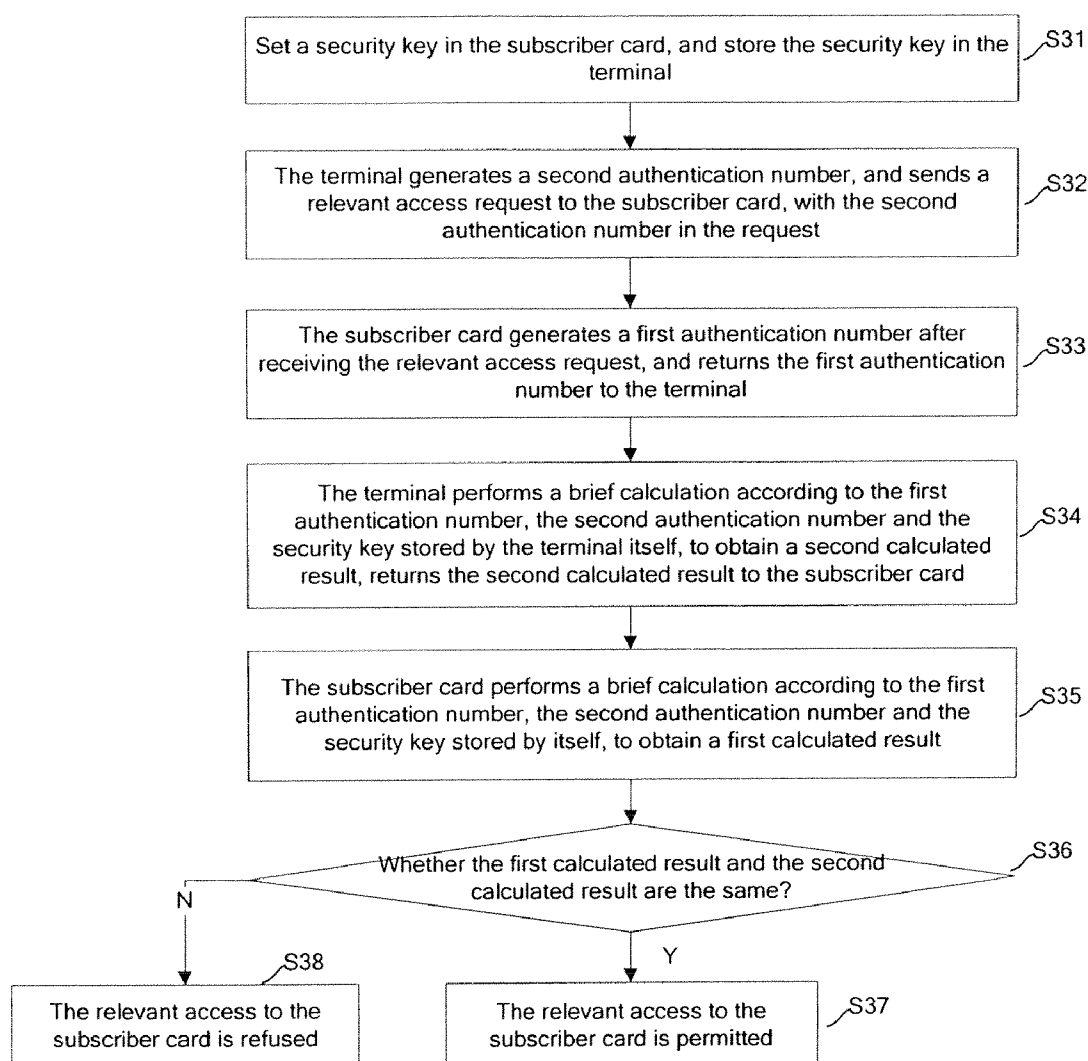 Set a security key in the subscriber card, and store the security key in the
terminal
S31
The terminal generates a second authentication number, and sends a
relevant access request to the subscriber card, with the second
authentication number in the request
S32
The subscriber card generates a first authentication number after
receiving the relevant access request, and returns the first authentication
number to the terminal
S33
The terminal performs a brief calculation according to the first
authentication number, the second authentication number and the
security key stored by the terminal itself, to obtain a second calculated
result, returns the second calculated result to the subscriber card
S34
The subscriber card performs a brief calculation according to the first
authentication number, the second authentication number and the
security key stored by itself, to obtain a first calculated result
S35
Whether the first calculated result and the second
calculated result are the same?
S36
N
Y
S38
The relevant access to the
subscriber card is refused
The relevant access to the
subscriber card is permitted
S37